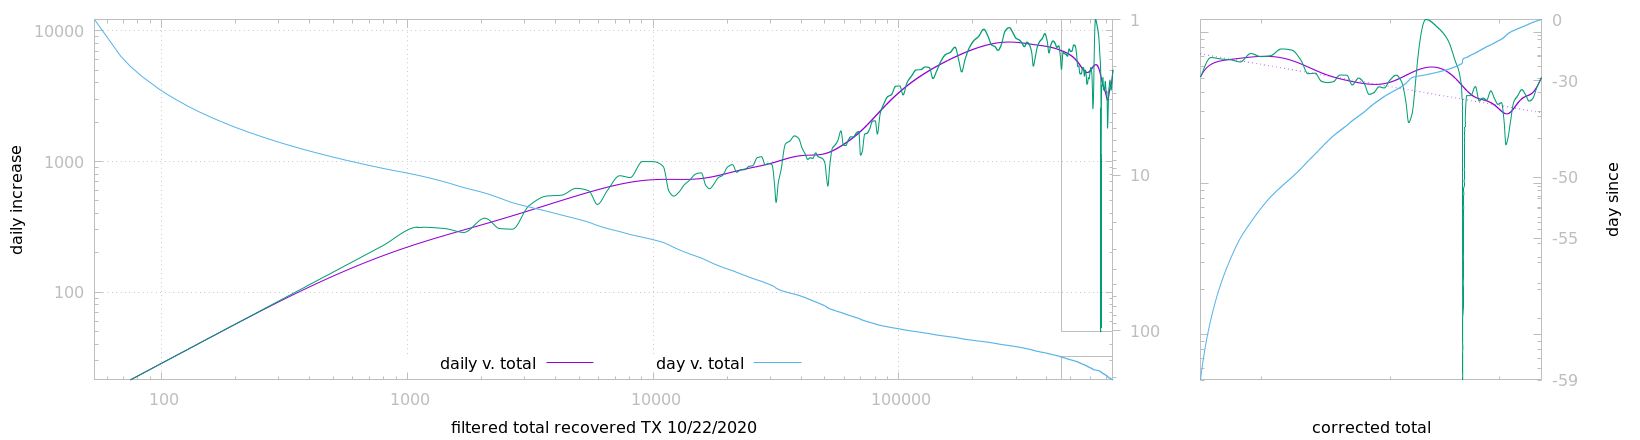 10000
1000
100
daily increase
100
1000
10000
100000
filtered total recovered TX 10/22/2020
daily v. total
day v. total
1
10
100
0
-30
-50
-55
-59
day since
corrected total